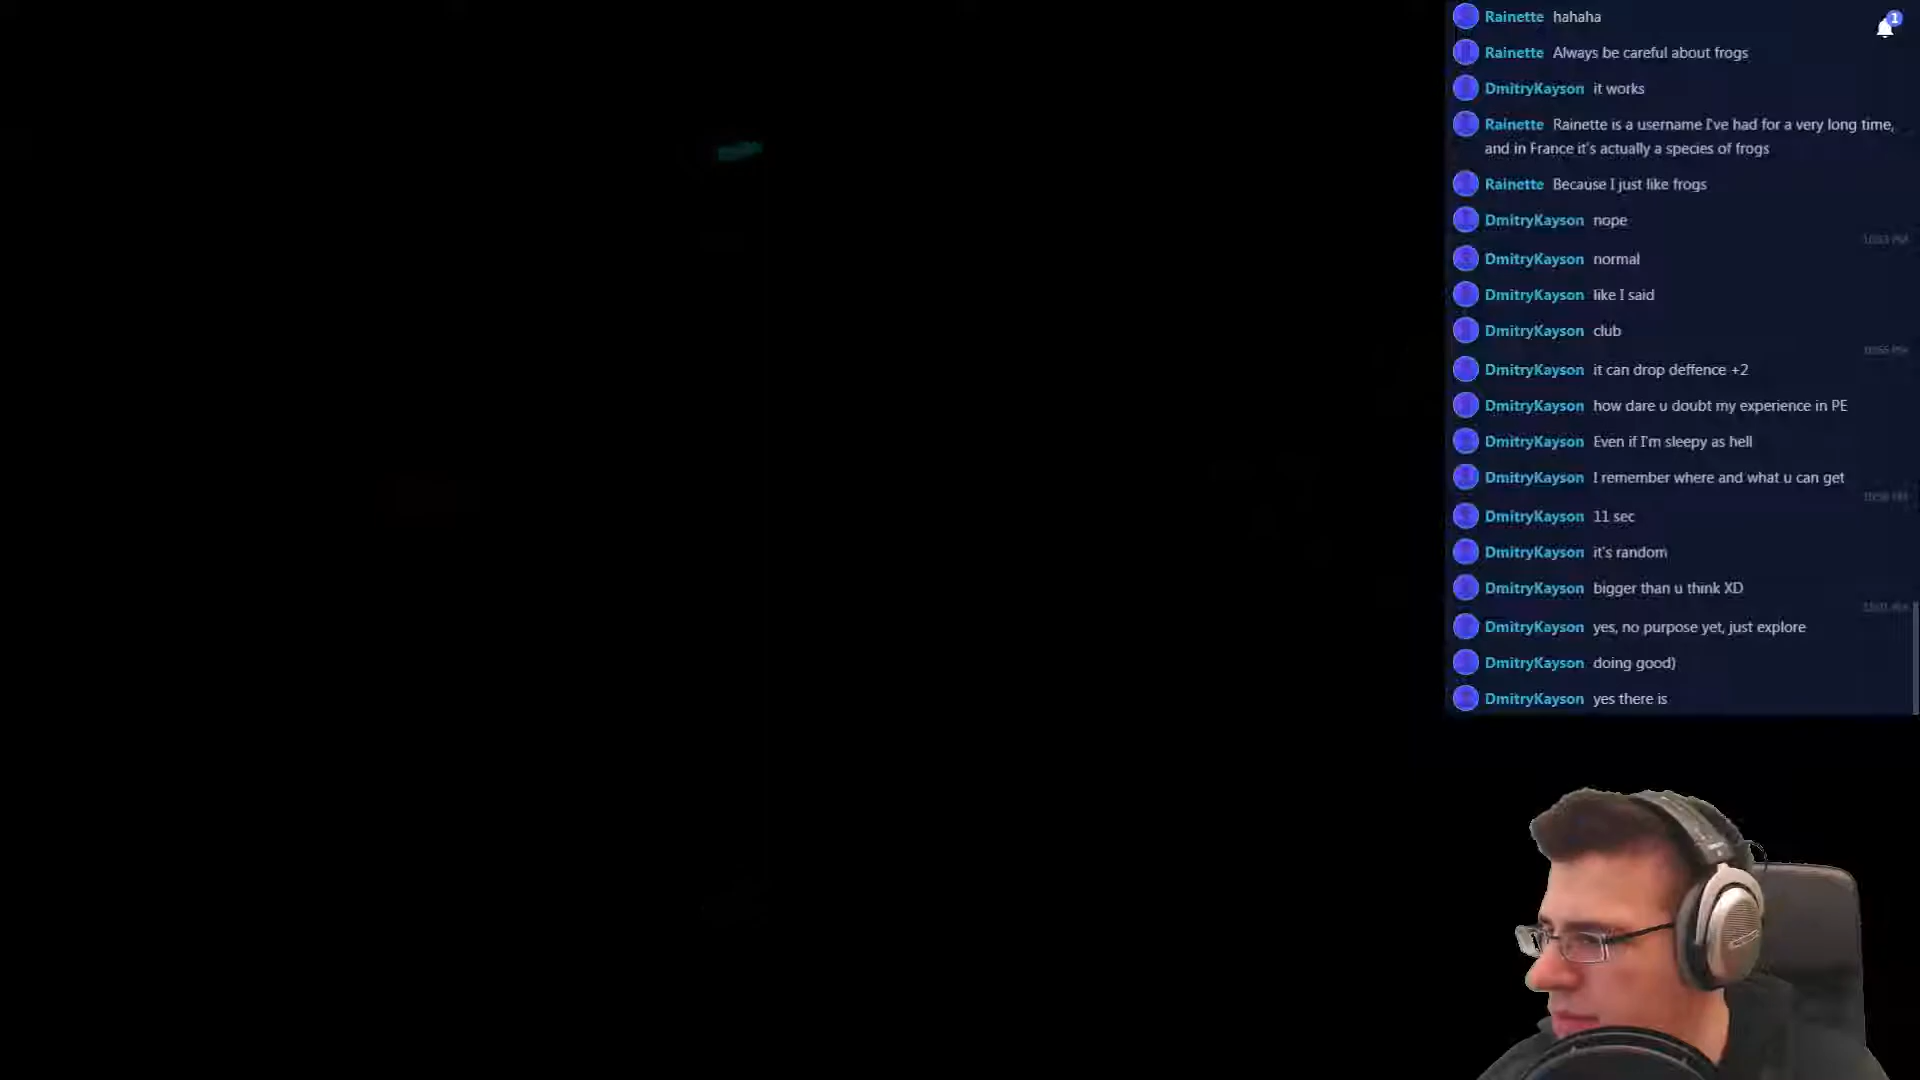 Rainette hahaha
1
Rainette Always be careful about frogs
DmitryKayson it works
Rainette Rainette is a username I've had for a very long time,
and in France it's actually a species of frogs
Rainette Because I just like frogs
DmitryKayson nope
DmitryKayson normal
DmitryKayson like I said
DmitryKayson club
DmitryKayson it can drop deffence +2
DmitryKayson how dare u doubt my experience in PE
DmitryKayson Even if I'm sleepy as hell
DmitryKayson I remember where and what u can get
DmitryKayson 11 sec
DmitryKayson it's random
DmitryKayson bigger than u think XD
DmitryKayson yes, no purpose yet, just explore
DmitryKayson doing good)
DmitryKayson yes there is